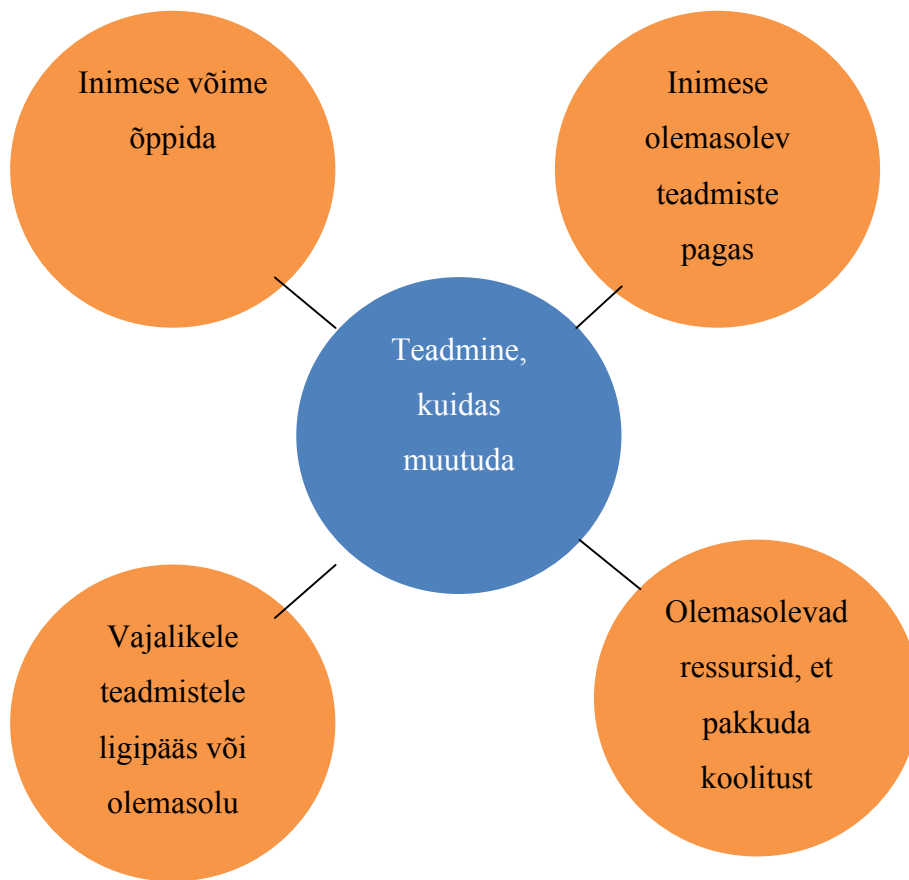 Inimese võime
õppida
Inimese
olemasolev
teadmiste
pagas
Teadmine,
kuidas
muutuda
Vajalikele
teadmistele
ligipääs või
olemasolu
Olemasolevad
ressursid, et
pakkuda
koolitust